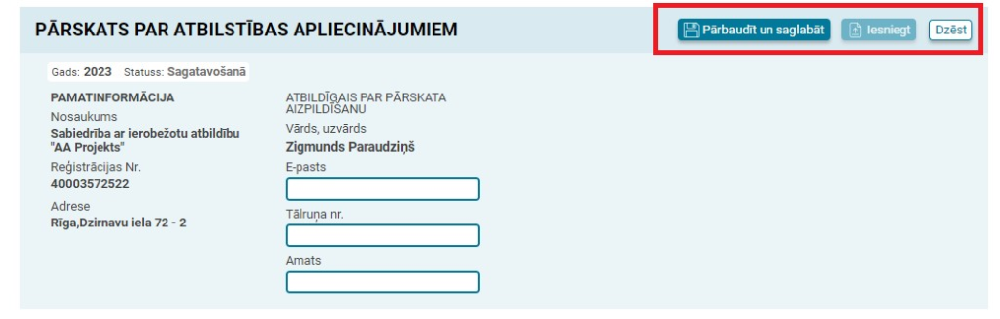 PĀRSKATS PAR ATBILSTĪBAS APLIECINĀJUMIEM
Pārbaudīt un saglabāt
Iesniegt
Dzēst
Gads: 2023 Statuss: Sagatavošanā
PAMATINFORMĀCIJA
Nosaukums
Sabiedrība ar ierobežotu atbildību
"AA Projekts"
Reģistrācijas Nr.
40003572522
Adrese
Rīga,Dzirnavu iela 72 - 2
ATBILDĪGAIS PAR PĀRSKATA
AIZPILDĪŠANU
Vārds, uzvārds
Zigmunds Paraudziņš
E-pasts
Tālruņa nr.
Amats